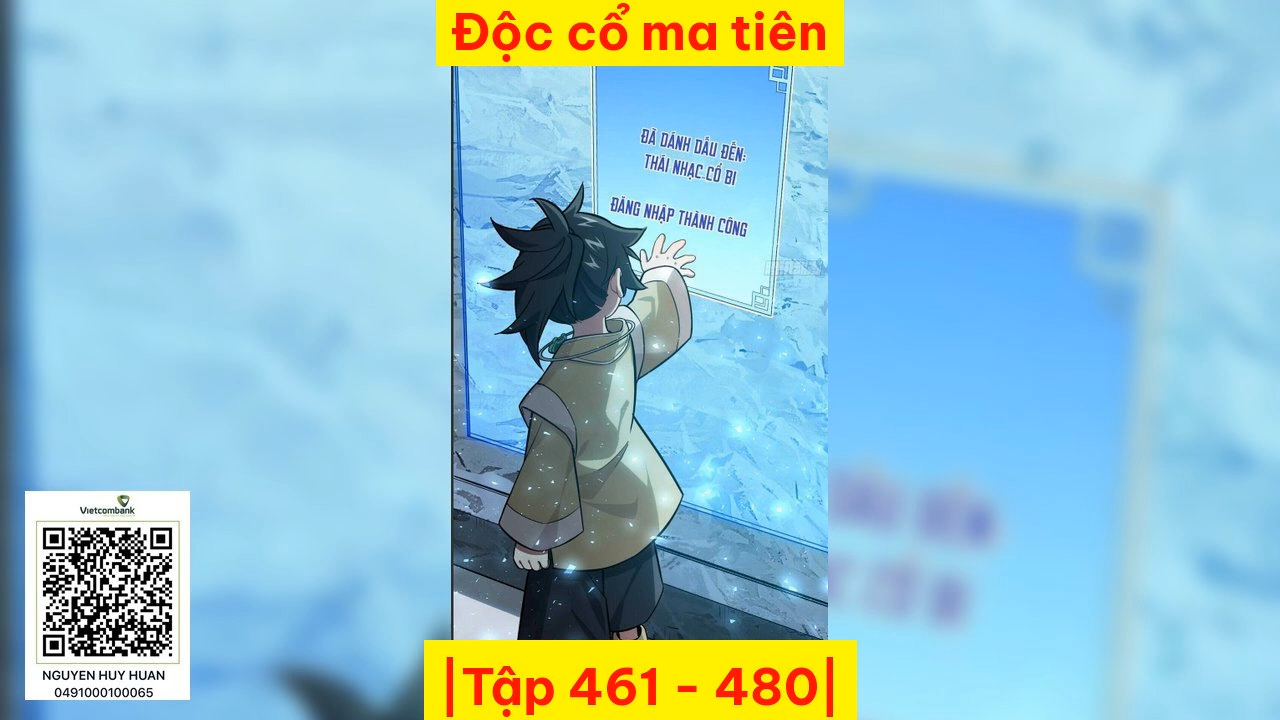 Độc cổ ma tiên
ĐÃ DÁNH DẤU ĐẾN:
THÁI NHẠC CỔ BI
ĐĂNG NHẬP THÀNH CÔNG
Vietcombank
NGUYEN HUY HUAN
0491000100065
|Tập 461 - 480|